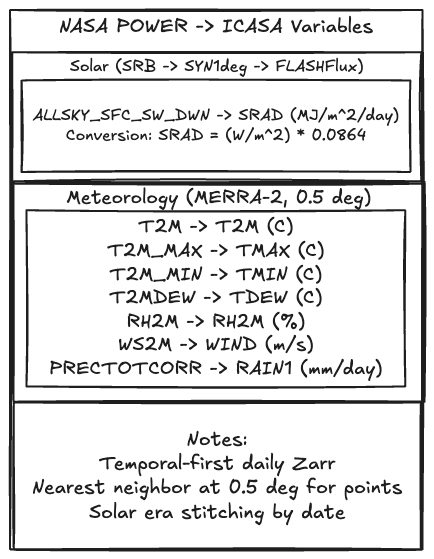 NASA POWER -> ICASA Variables
Solar (SRB -> SYN1deg -> FLASHFlux)
ALLSKY_SFC_SW_DWN -> SRAD (MJ/m^2/day)
Conversion: SRAD = (W/m^2) * 0.0864
Meteorology (MERRA-2, 0.5 deg)
T2M -> T2M (C)
T2M_MAX -> TMAX (C)
T2M_MIN -> TMIN (C)
T2MDEW -> TDEW (C)
RH2M -> RH2M (%)
WS2M -> WIND (m/s)
PRECTOTCORR -> RAIN1 (mm/day)
Notes:
Temporal-first daily Zarr
Nearest neighbor at 0.5 deg for points
Solar era stitching by date